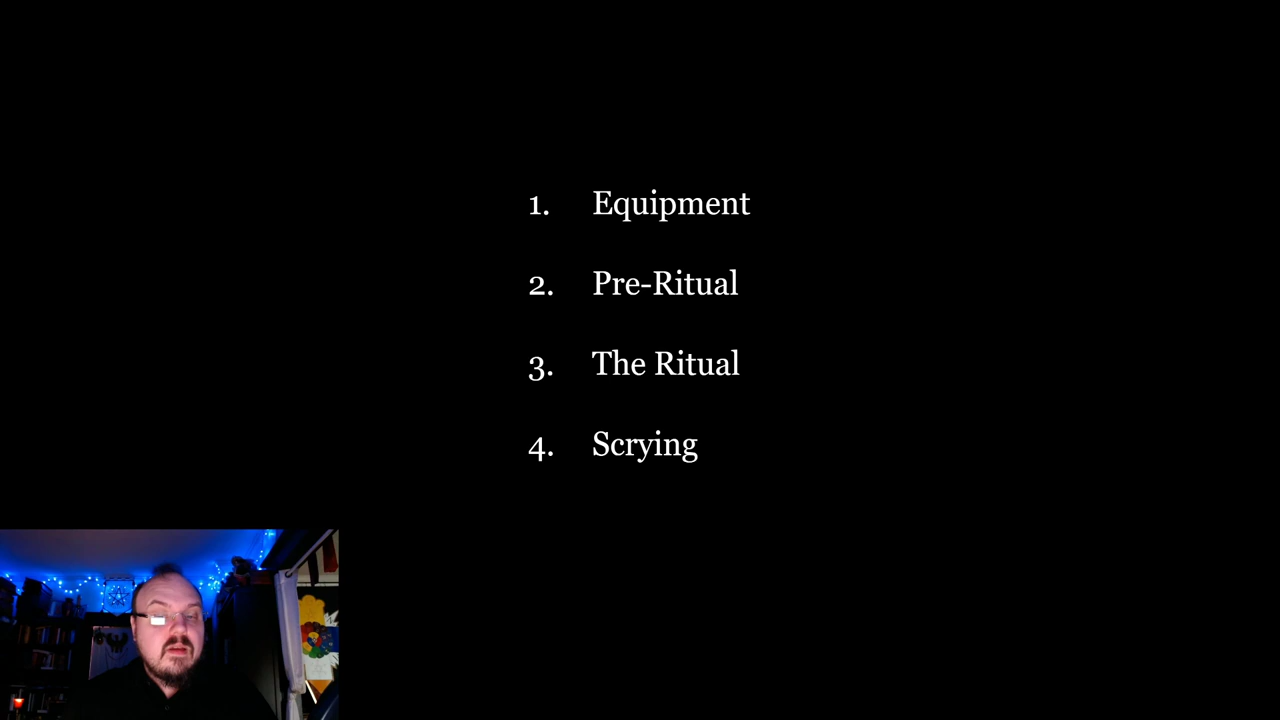 1. Equipment
2. Pre-Ritual
3. The Ritual
4. Scrying